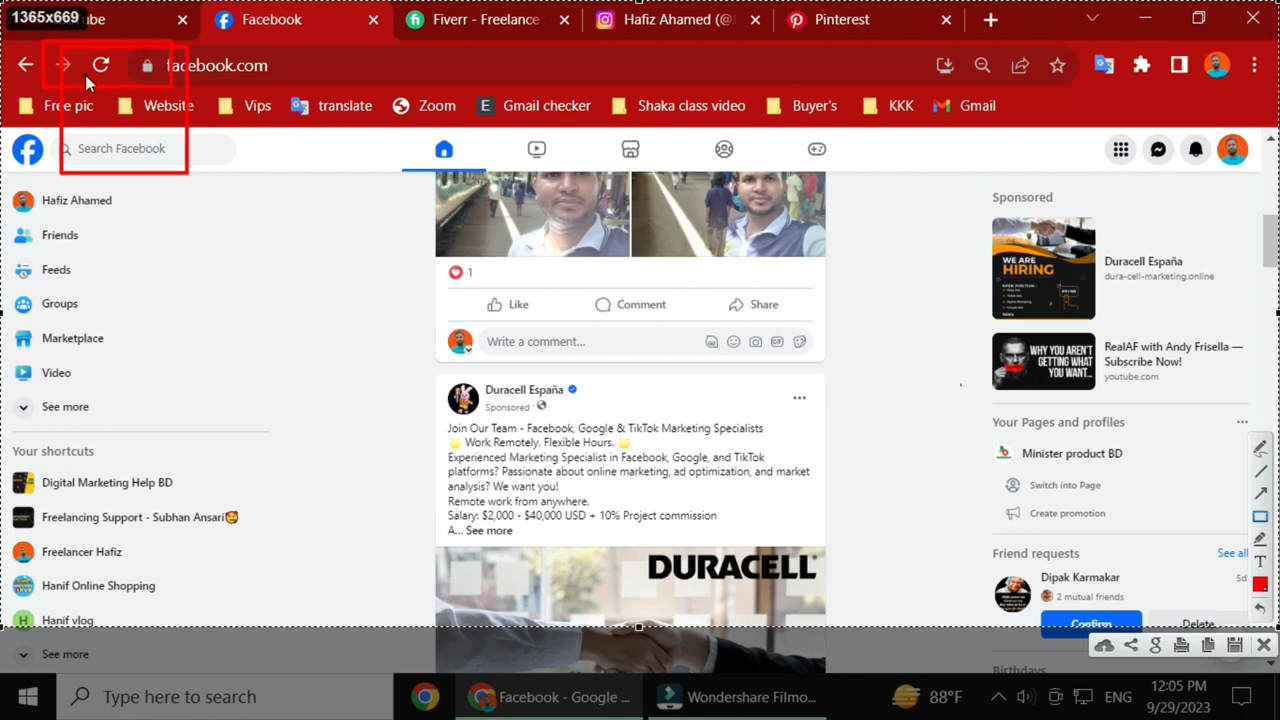 1365x669
be
Facebook
Fiverr - Freelance
Hafiz Ahamed (@
Pinterest
facebook.com
Free pic
Website
Vips
translate
Zoom
E
Gmail checker
Shaka class video
Buyer's
KKK
Gmail
Search Facebook
Hafiz Ahamed
Friends
Feeds
Groups
Marketplace
Video
See more
Your shortcuts
Digital Marketing Help BD
Freelancing Support - Subhan Ansari🥰
Freelancer Hafiz
Hanif Online Shopping
H
Hanif vlog
See more
1
Like
Comment
Share
Write a comment...
GIF
Duracell España
Sponsored ·
Join Our Team - Facebook, Google & TikTok Marketing Specialists
🌟 Work Remotely. Flexible Hours. 🌟
Experienced Marketing Specialist in Facebook, Google, and TikTok
platforms? Passionate about online marketing, ad optimization, and market
analysis? We want you!
Remote work from anywhere.
Salary: $2,000 - $40,000 USD + 10% Project commission
A... See more
DURACELL
Sponsored
WE ARE
HIRING
Duracell España
dura-cell-marketing.online
WHY YOU AREN'T
GETTING WHAT
YOU WANT...
RealAF with Andy Frisella —
Subscribe Now!
youtube.com
Your Pages and profiles
Minister product BD
Switch into Page
Create promotion
Friend requests
See all
Dipak Karmakar
5d
2 mutual friends
Confirm
Delete
Birthdays
T
g
Type here to search
Facebook - Google ...
Wondershare Filmo...
88°F
ENG
12:05 PM
9/29/2023